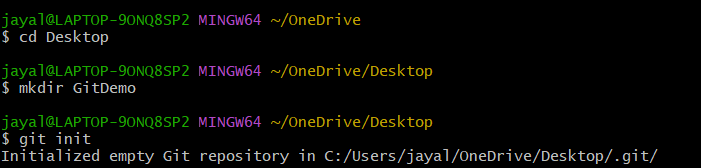 jayal@LAPTOP-9ONQ8SP2 MINGW64 ~/OneDrive
$ cd Desktop
jayal@LAPTOP-9ONQ8SP2 MINGW64 ~/OneDrive/Desktop
$ mkdir GitDemo
jayal@LAPTOP-9ONQ8SP2 MINGW64 ~/OneDrive/Desktop
$ git init
Initialized empty Git repository in C:/Users/jayal/OneDrive/Desktop/.git/